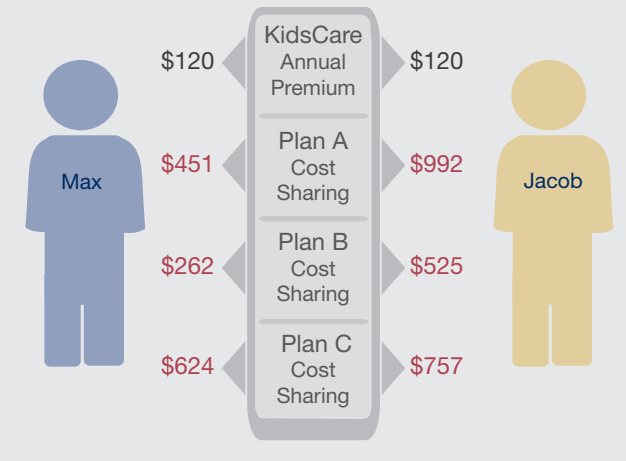 KidsCare
$120 Annual $120
Premium
Plan A
$451 Cost $992
Sharing
Max
Jacob
Plan B
$262 Cost $525
Sharing
Plan C
$624 Cost $757
Sharing